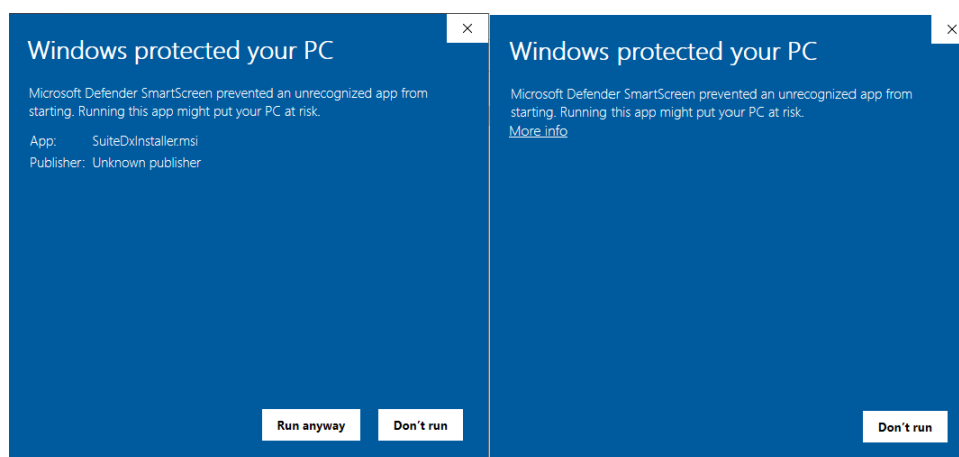 Windows protected your PC
Microsoft Defender SmartScreen prevented an unrecognized app from
starting. Running this app might put your PC at risk.
App: SuiteDxInstaller.msi
Publisher: Unknown publisher
Run anyway
Don't run
Windows protected your PC
Microsoft Defender SmartScreen prevented an unrecognized app from
starting. Running this app might put your PC at risk.
More info
Don't run